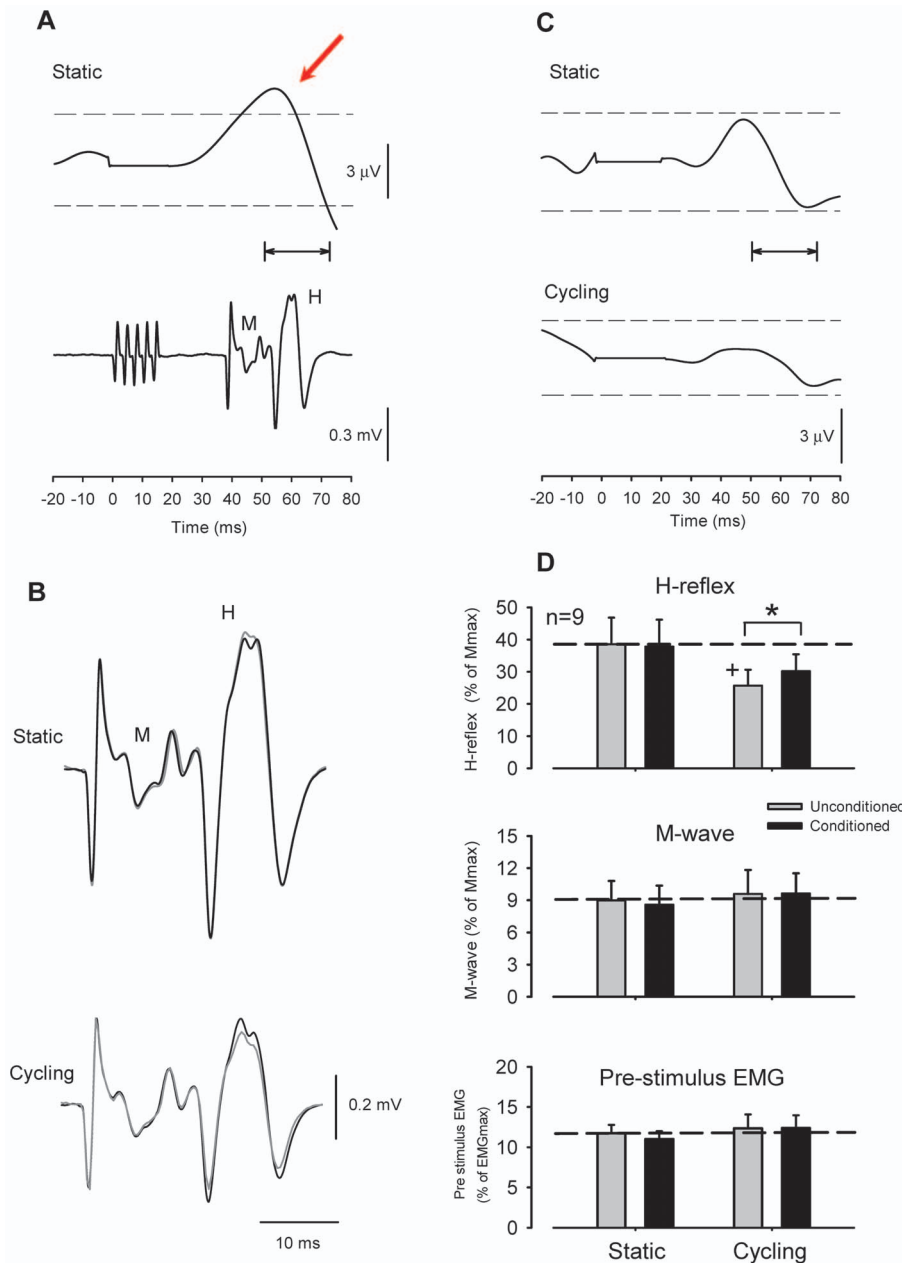 A
Static
3 μV
M
H
0.3 mV
-20 -10 0 10 20 30 40 50 60 70 80
Time (ms)
C
Static
Cycling
3 μV
-20 -10 0 10 20 30 40 50 60 70 80
Time (ms)
B
H
Static
M
Cycling
0.2 mV
10 ms
D
H-reflex
n=9
*
+
H-reflex (% of Mmax)
50
40
30
20
10
0
Unconditioned
Conditioned
M-wave
M-wave (% of Mmax)
15
12
9
6
3
0
Pre-stimulus EMG
Pre stimulus EMG
(% of EMGmax)
20
15
10
5
0
Static Cycling